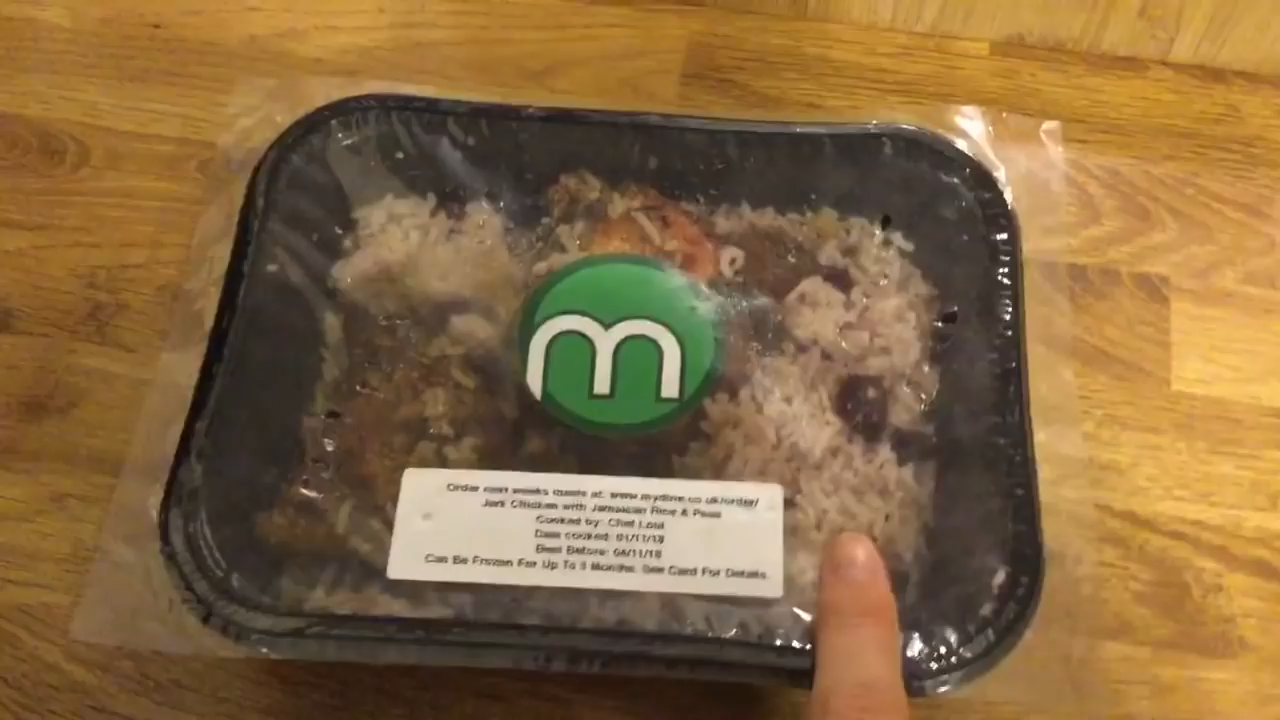 m
Order next weeks meals at: www.mydine.co.uk/order/
Jerk Chicken with Jamaican Rice & Peas
Cooked by: Chef Loui
Date cooked: 01/11/18
Best Before: 04/11/18
Can Be Frozen For Up To 3 Months. See Card For Details.